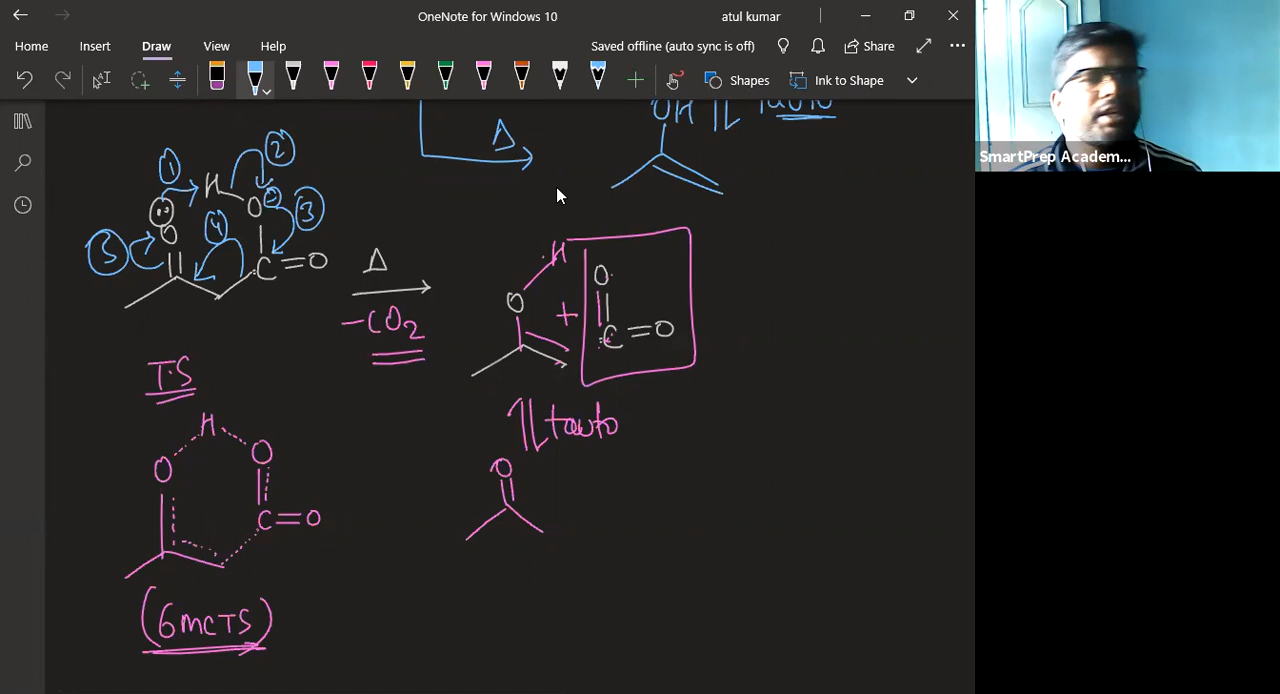 OneNote for Windows 10
atul kumar
Home Insert Draw View Help
Saved offline (auto sync is off)
Share
Shapes
Ink to Shape
SmartPrep Academ...
Δ
OH tauto
1 H 2
O O 3
5 4
C=O
Δ
-CO2
H
O + O
C=O
T.S
H
O O
C=O
(6mcTS)
tauto
O